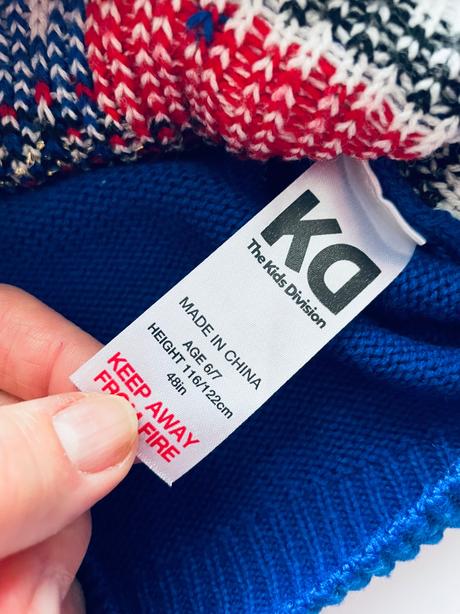 KD
The Kids Division
MADE IN CHINA
AGE 6/7
HEIGHT 116/122cm
48in
KEEP AWAY
FROM FIRE